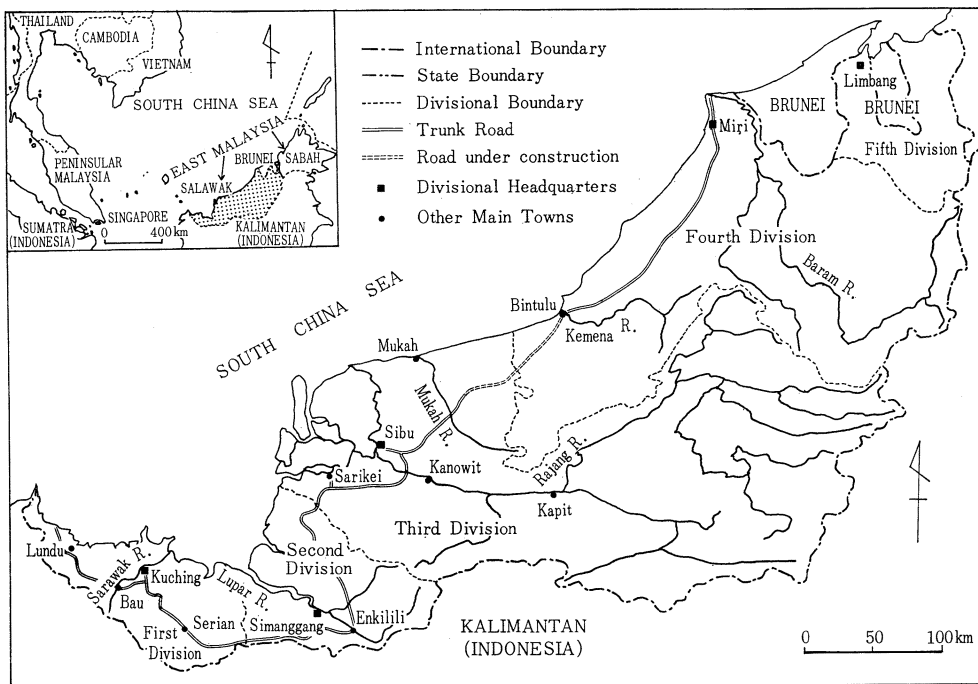 THAILAND
CAMBODIA
VIETNAM
SOUTH CHINA SEA
EAST MALAYSIA
BRUNEI
SABAH
PENINSULAR
MALAYSIA
SALAWAK
SINGAPORE
SUMATRA
(INDONESIA)
0 400km
KALIMANTAN
(INDONESIA)
International Boundary
State Boundary
Divisional Boundary
Trunk Road
Road under construction
Divisional Headquarters
Other Main Towns
Limbang
BRUNEI
BRUNEI
Miri
Fifth Division
Fourth Division
Baram R.
SOUTH CHINA SEA
Bintulu
Kemena R.
Mukah
Mukah R.
Sibu
Rajang R.
Sarikei
Kanowit
Kapit
Third Division
Second
Division
Lundu
Sarawak R.
Kuching
Lupar R.
Bau
Serian
Simanggang
Enkilili
First
Division
KALIMANTAN
(INDONESIA)
0 50 100km